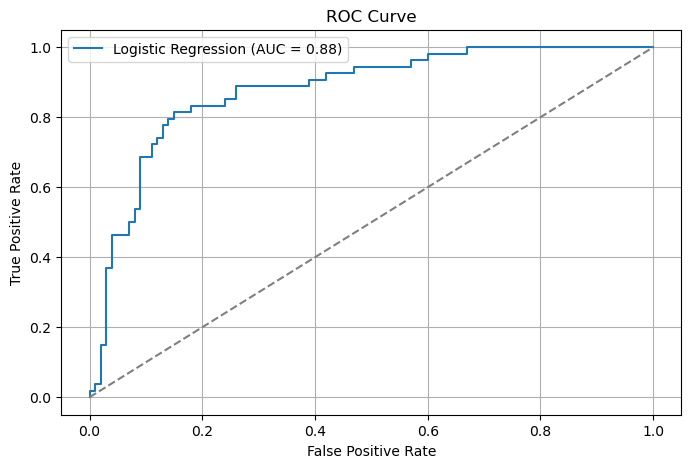 ROC Curve
Logistic Regression (AUC = 0.88)
True Positive Rate
1.0
0.8
0.6
0.4
0.2
0.0
0.0 0.2 0.4 0.6 0.8 1.0
False Positive Rate